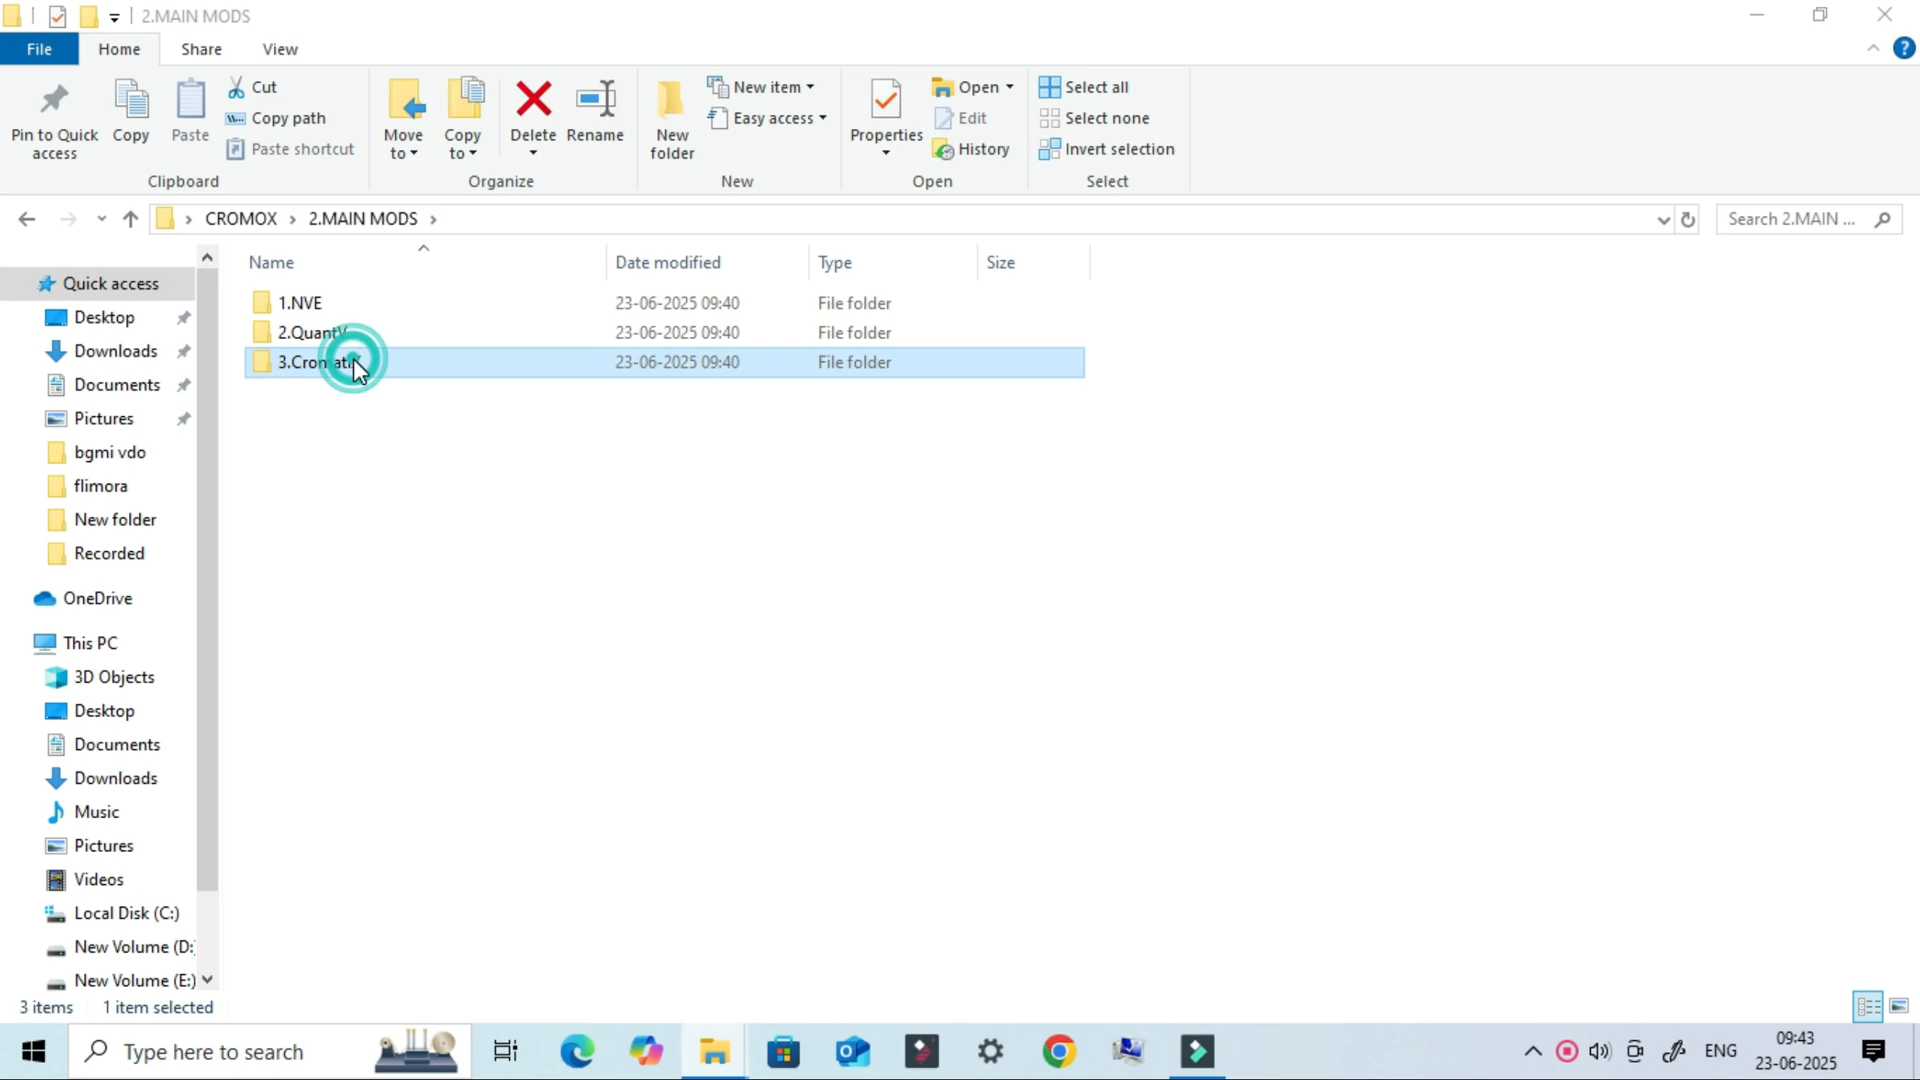 2.MAIN MODS
File Home Share View
Pin to Quick access
Copy
Paste
Cut
Copy path
Paste shortcut
Clipboard
Move to
Copy to
Delete
Rename
Organize
New folder
New item
Easy access
New
Properties
Open
Edit
History
Open
Select all
Select none
Invert selection
Select
CROMOX 2.MAIN MODS
Search 2.MAIN ...
Name Date modified Type Size
1.NVE 23-06-2025 09:40 File folder
2.QuantV 23-06-2025 09:40 File folder
23-06-2025 09:40 File folder
Quick access
Desktop
Downloads
Documents
Pictures
bgmi vdo
flimora
New folder
Recorded
OneDrive
This PC
3D Objects
Desktop
Documents
Downloads
Music
Pictures
Videos
Local Disk (C:)
New Volume (D:
New Volume (E:)
3 items 1 item selected
Type here to search
ENG
09:43
23-06-2025